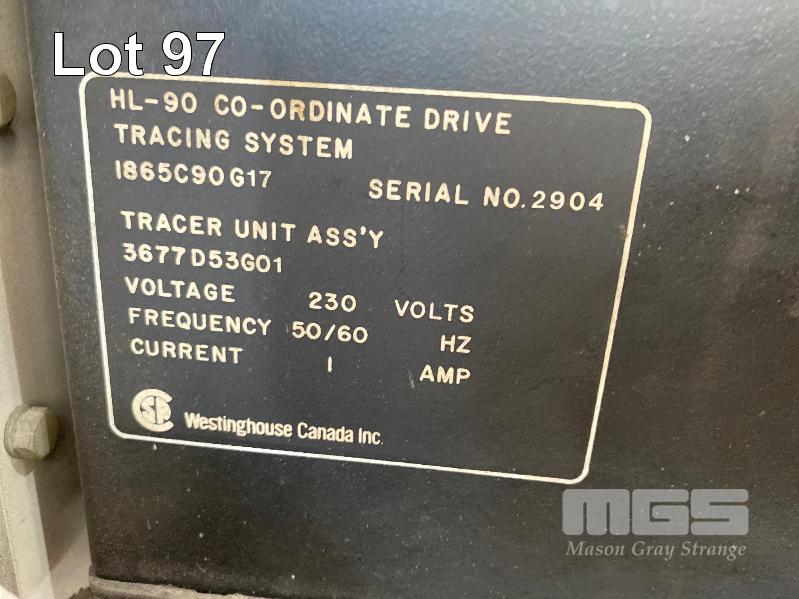 Lot 97
HL-90 CO-ORDINATE DRIVE
TRACING SYSTEM
1865C90G17 SERIAL NO. 2904
TRACER UNIT ASS'Y
3677D53G01
VOLTAGE 230 VOLTS
FREQUENCY 50/60 HZ
CURRENT 1 AMP
CSA Westinghouse Canada Inc.
MGS
Mason Gray Strange